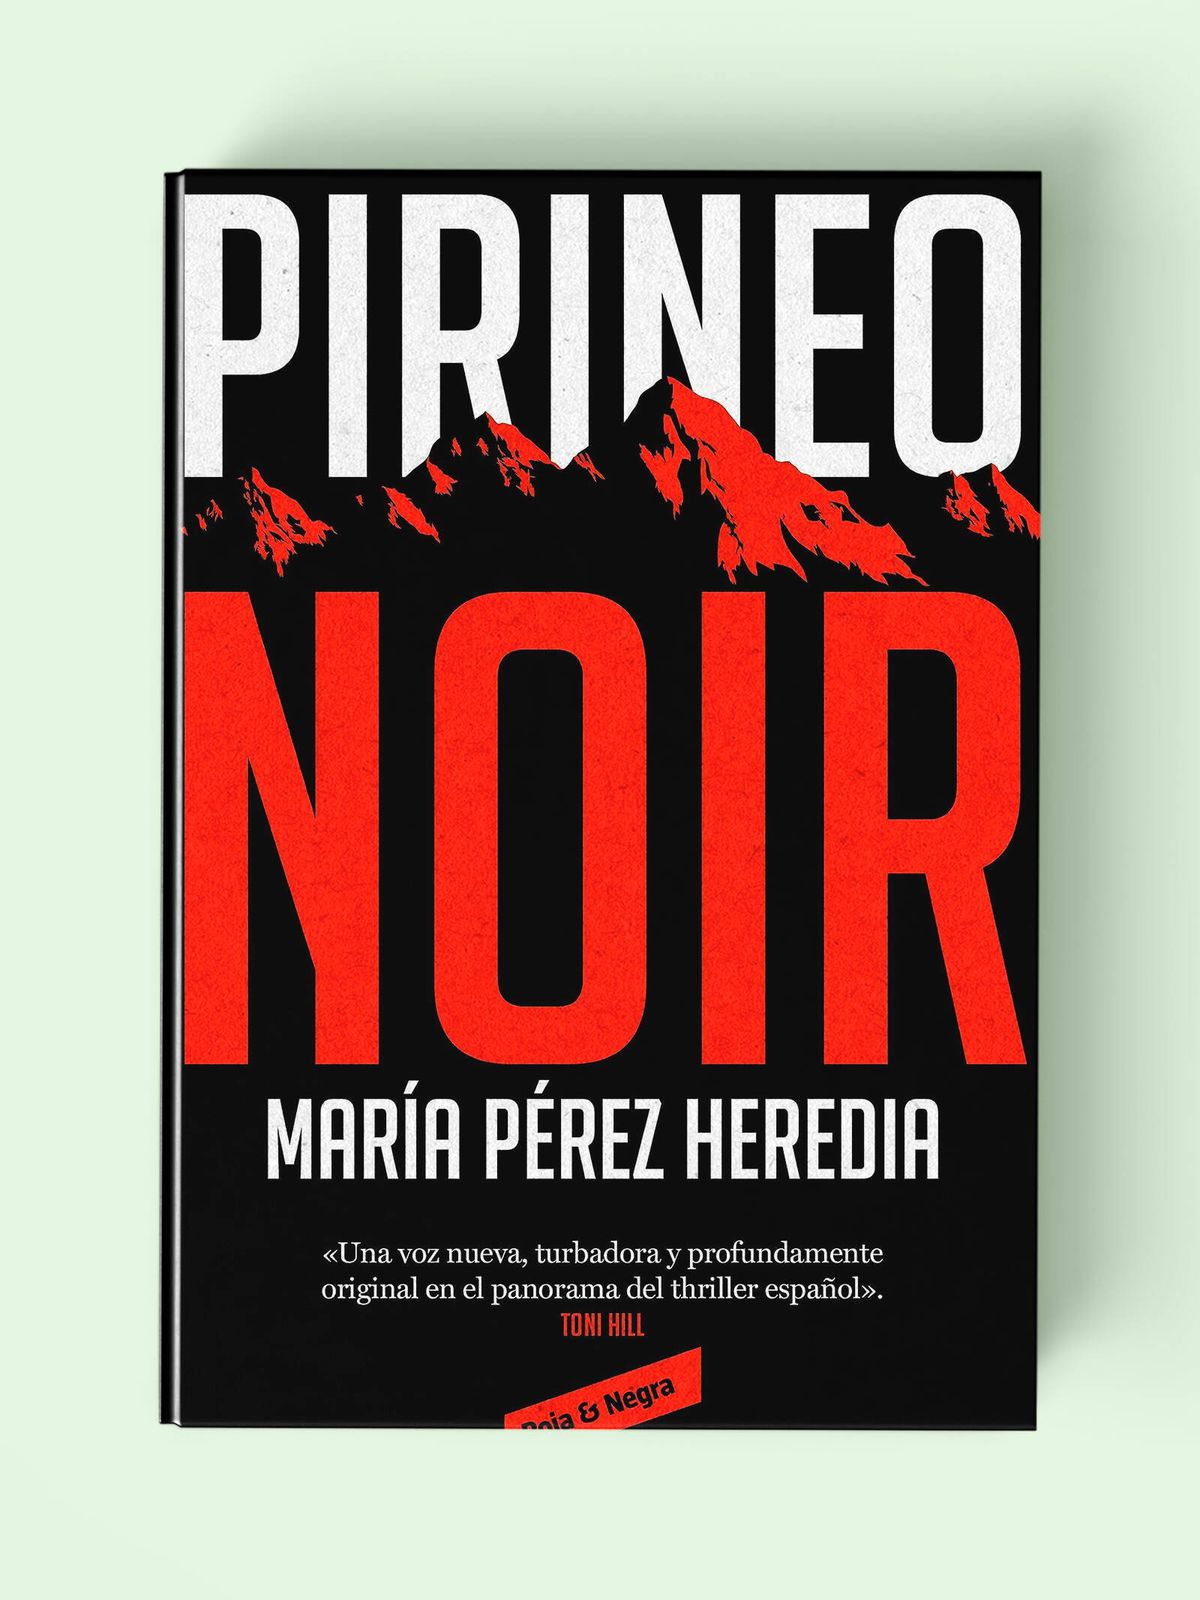 PIRINEO
NOIR
MARÍA PÉREZ HEREDIA
«Una voz nueva, turbadora y profundamente
original en el panorama del thriller español».
TONI HILL
Roja & Negra